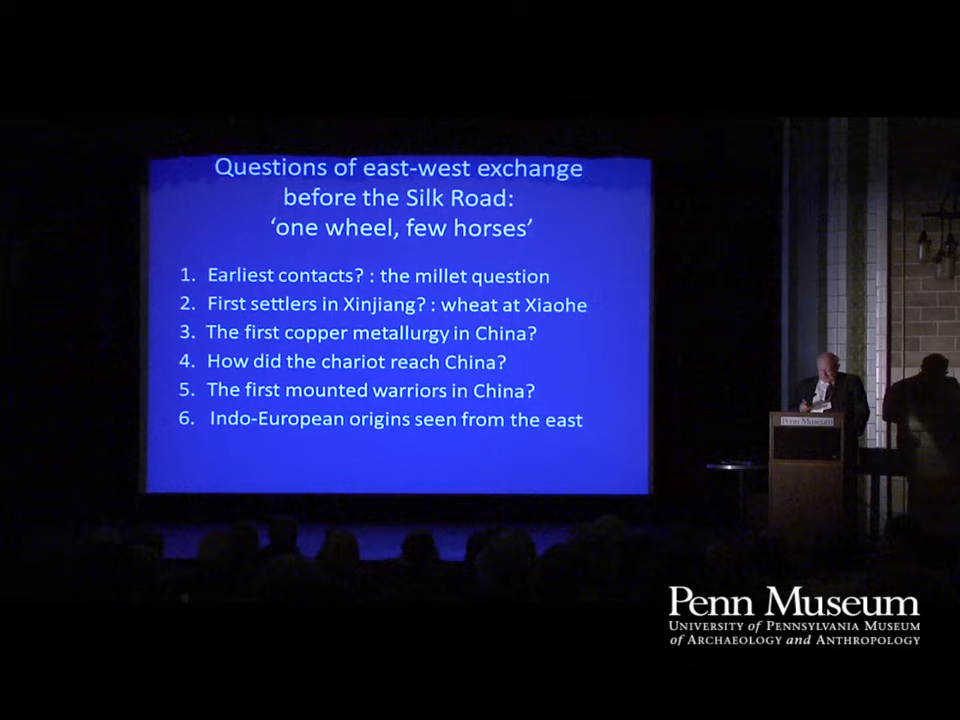 Questions of east-west exchange
before the Silk Road:
‘one wheel, few horses’
1. Earliest contacts? : the millet question
2. First settlers in Xinjiang? : wheat at Xiaohe
3. The first copper metallurgy in China?
4. How did the chariot reach China?
5. The first mounted warriors in China?
6. Indo-European origins seen from the east
Penn Museum
Penn Museum
University of Pennsylvania Museum
of Archaeology and Anthropology